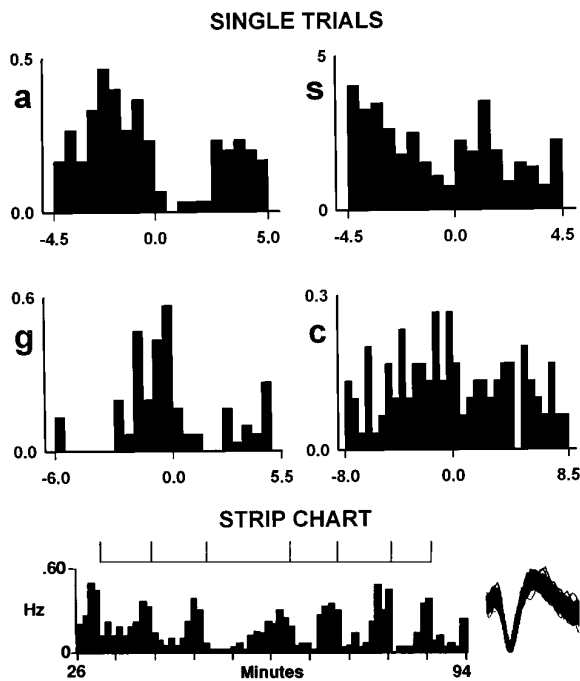 SINGLE TRIALS
0.5
a
0.0
-4.5 0.0 5.0
5
s
0
-4.5 0.0 4.5
0.6
g
0.0
-6.0 0.0 5.5
0.3
c
0.0
-8.0 0.0 8.5
STRIP CHART
.60
Hz
0
26 Minutes 94